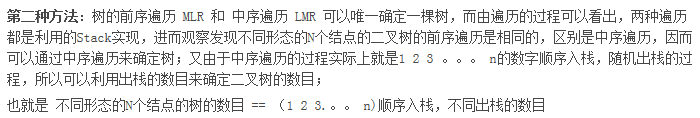 第二种方法：树的前序遍历 MLR 和 中序遍历 LMR 可以唯一确定一棵树，而由遍历的过程可以看出，两种遍历
都是利用的Stack实现，进而观察发现不同形态的N个结点的二叉树的前序遍历是相同的，区别是中序遍历，因而
可以通过中序遍历来确定树；又由于中序遍历的过程实际上就是1 2 3 。。。 n的数字顺序入栈，随机出栈的过
程，所以可以利用出栈的数目来确定二叉树的数目；
也就是 不同形态的N个结点的树的数目 == （1 2 3.。。 n)顺序入栈，不同出栈的数目